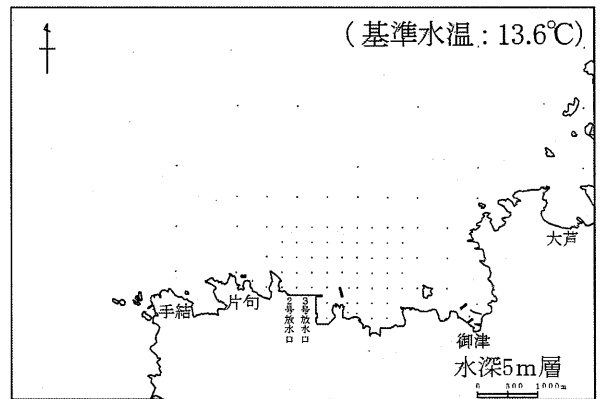 （基準水温：13.6℃）
大芦
手結
片句
2号放水口
3号放水口
御津
水深5m層
0 500 1000m